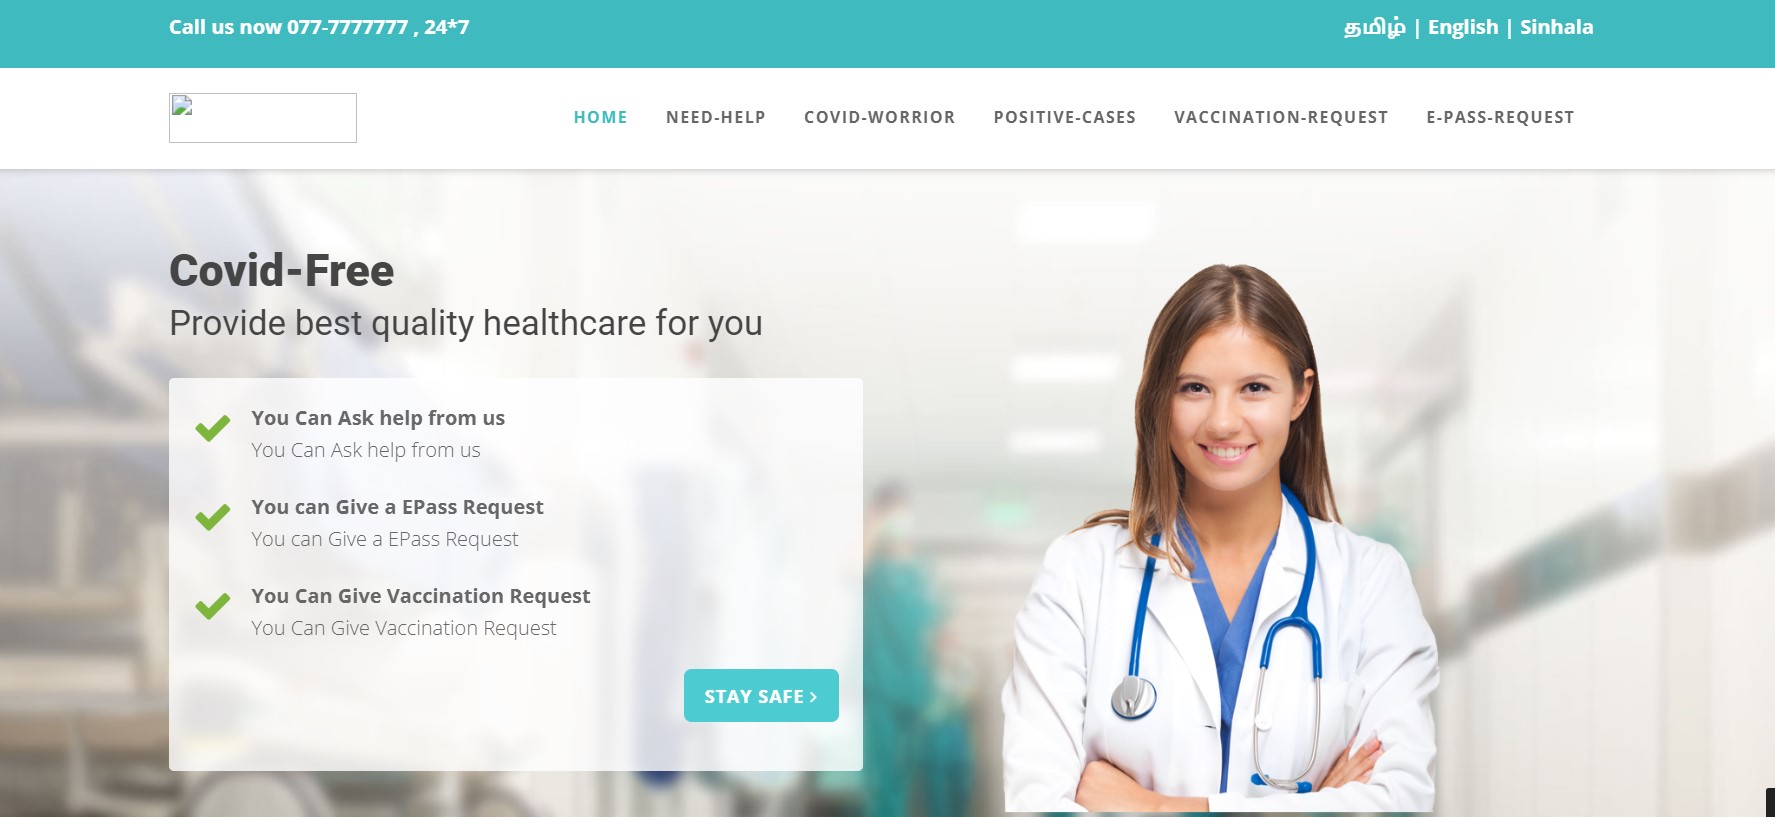 Call us now 077-7777777 , 24*7
தமிழ் | English | Sinhala
HOME NEED-HELP COVID-WORRIOR POSITIVE-CASES VACCINATION-REQUEST E-PASS-REQUEST
Covid-Free
Provide best quality healthcare for you
You Can Ask help from us
You Can Ask help from us
You can Give a EPass Request
You can Give a EPass Request
You Can Give Vaccination Request
You Can Give Vaccination Request
STAY SAFE ›